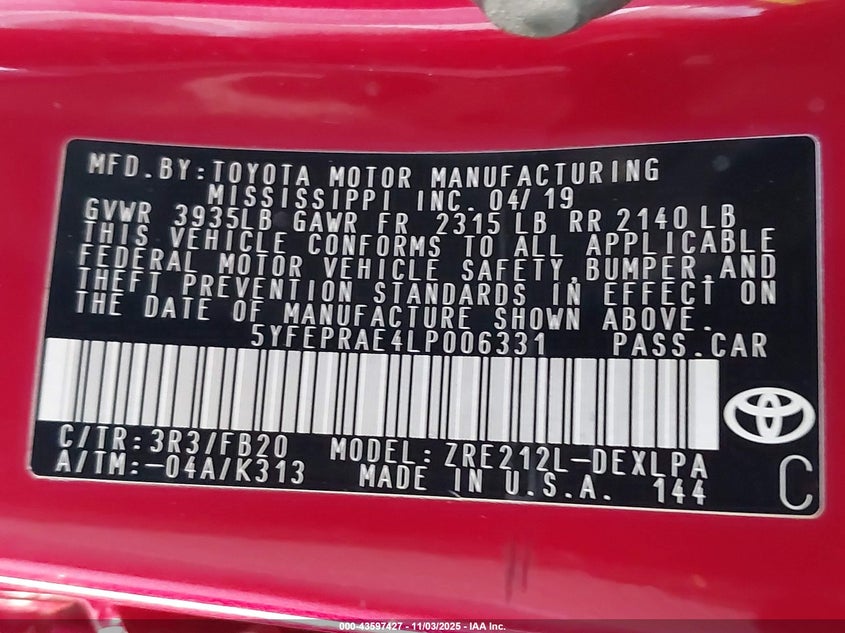 MFD.BY:TOYOTA MOTOR MANUFACTURING
MISSISSIPPI INC. 04/19
GVWR 3935LB GAWR FR 2315 LB RR 2140 LB
THIS VEHICLE CONFORMS TO ALL APPLICABLE
FEDERAL MOTOR VEHICLE SAFETY,BUMPER,AND
THEFT PREVENTION STANDARDS IN EFFECT ON
THE DATE OF MANUFACTURE SHOWN ABOVE.
5YFEPRAE4LP006331 PASS.CAR
C/TR:3R3/FB20 MODEL:ZRE212L-DEXLPA
A/TM:-04A/K313 MADE IN U.S.A. 144
C
000-43597427 - 11/03/2025 - IAA Inc.